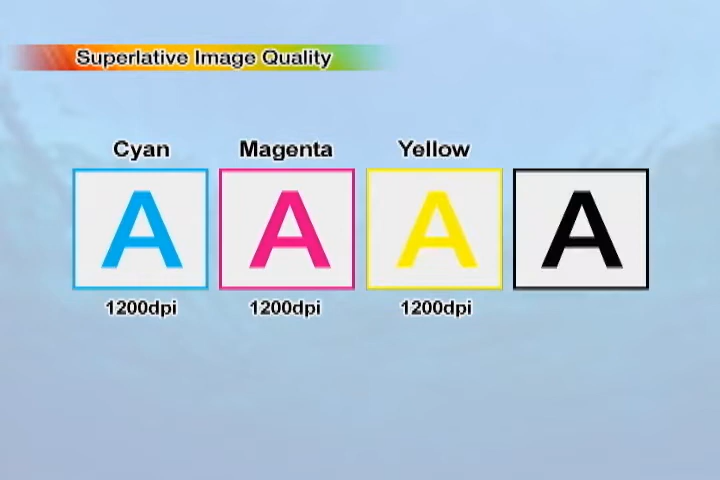 Superlative Image Quality
Cyan Magenta Yellow
A A A A
1200dpi 1200dpi 1200dpi